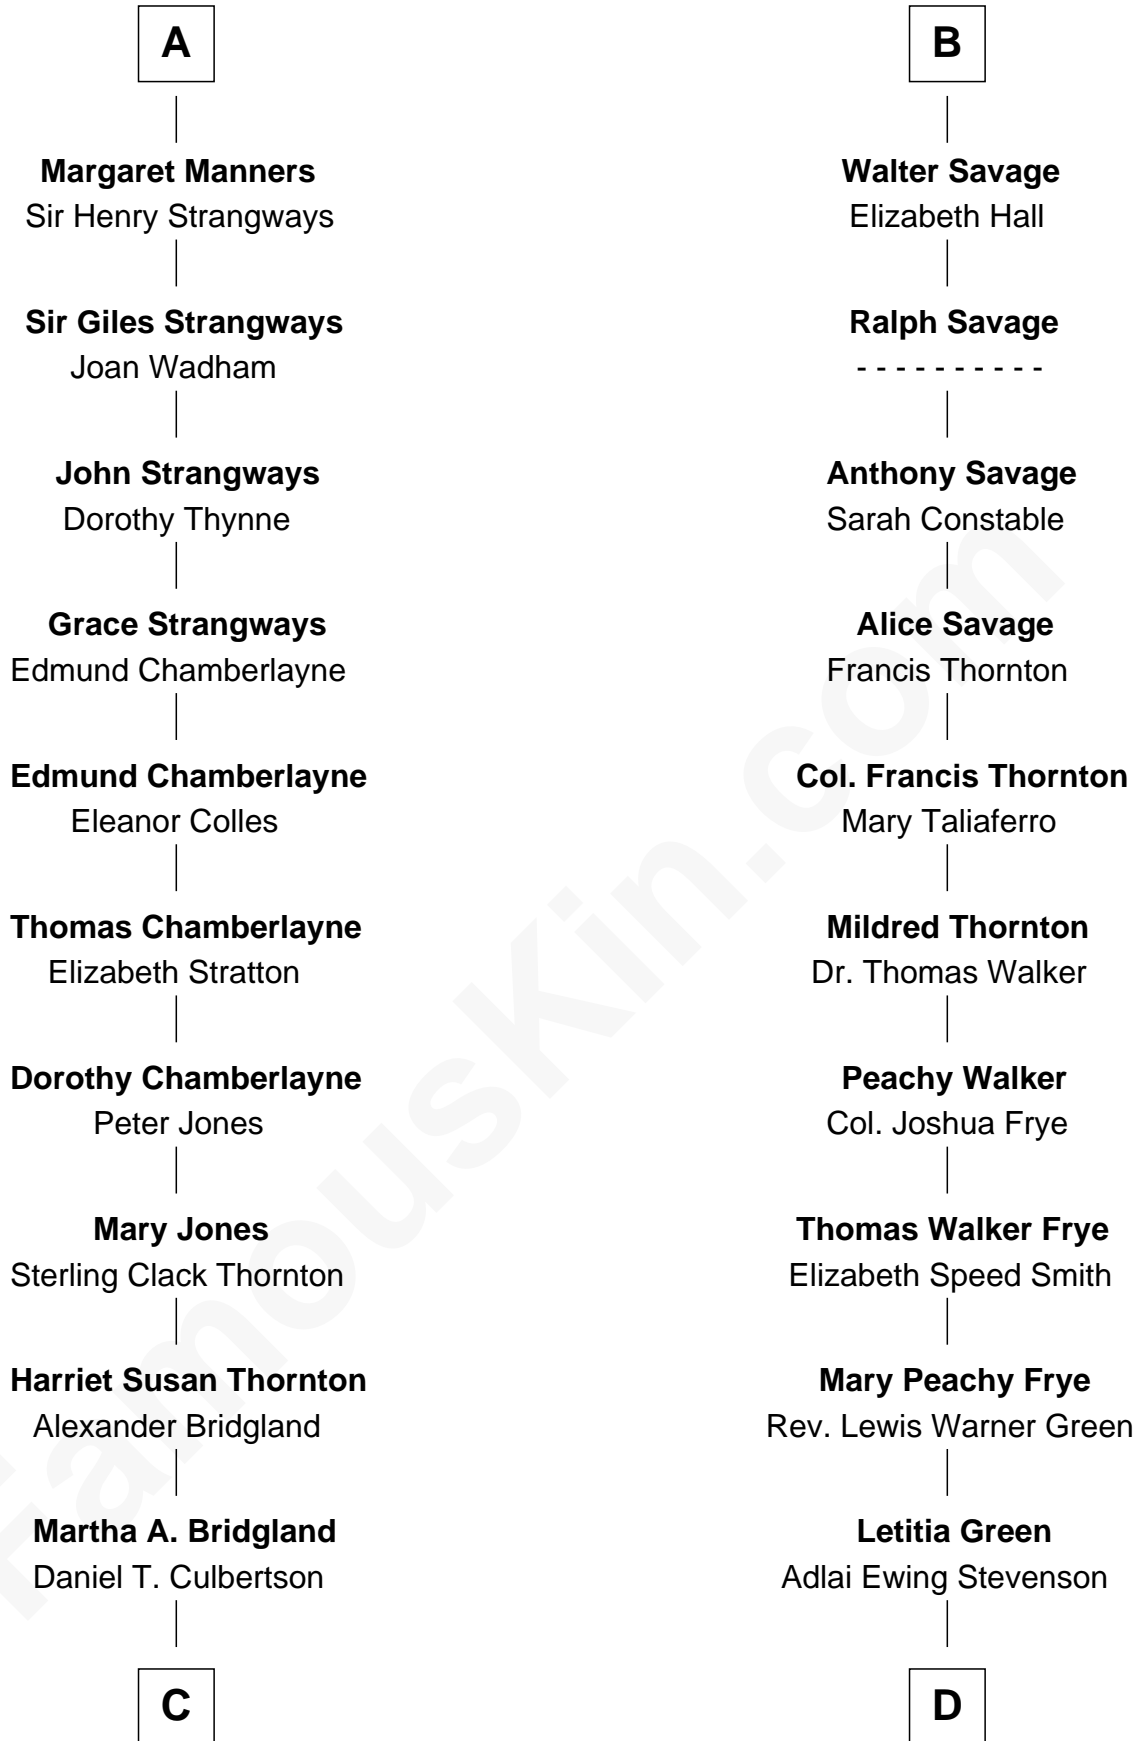 A
Margaret Manners
Sir Henry Strangways
Sir Giles Strangways
Joan Wadham
John Strangways
Dorothy Thynne
Grace Strangways
Edmund Chamberlayne
Edmund Chamberlayne
Eleanor Colles
Thomas Chamberlayne
Elizabeth Stratton
Dorothy Chamberlayne
Peter Jones
Mary Jones
Sterling Clack Thornton
Harriet Susan Thornton
Alexander Bridgland
Martha A. Bridgland
Daniel T. Culbertson
C
B
Walter Savage
Elizabeth Hall
Ralph Savage
- - - - - - - - - -
Anthony Savage
Sarah Constable
Alice Savage
Francis Thornton
Col. Francis Thornton
Mary Taliaferro
Mildred Thornton
Dr. Thomas Walker
Peachy Walker
Col. Joshua Frye
Thomas Walker Frye
Elizabeth Speed Smith
Mary Peachy Frye
Rev. Lewis Warner Green
Letitia Green
Adlai Ewing Stevenson
D
FamousKin.com